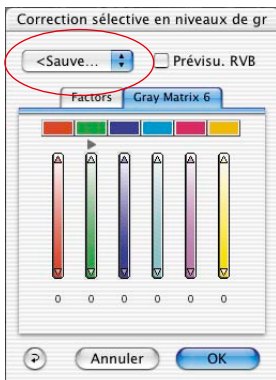 Correction sélective en niveaux de gr
<Sauve... Prévisu. RVB
Factors Gray Matrix 6
0 0 0 0 0 0
Annuler OK